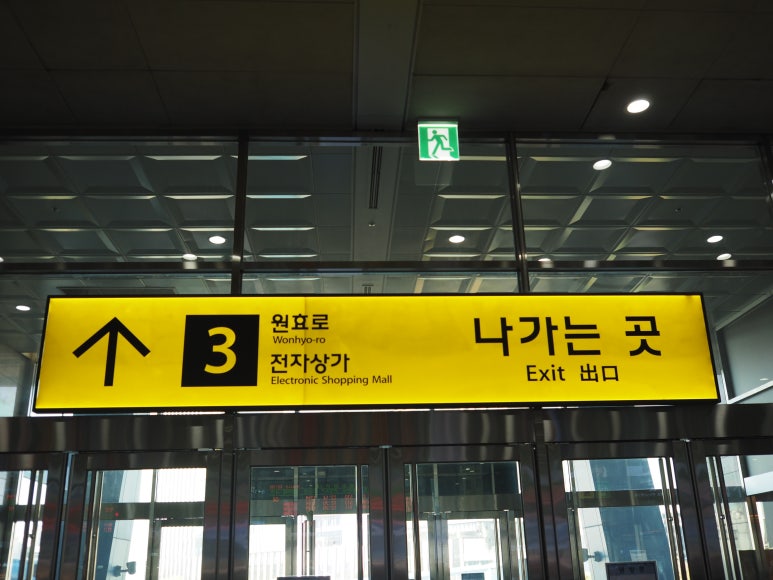 3
원효로
Wonhyo-ro
전자상가
Electronic Shopping Mall
나가는 곳
Exit 出口